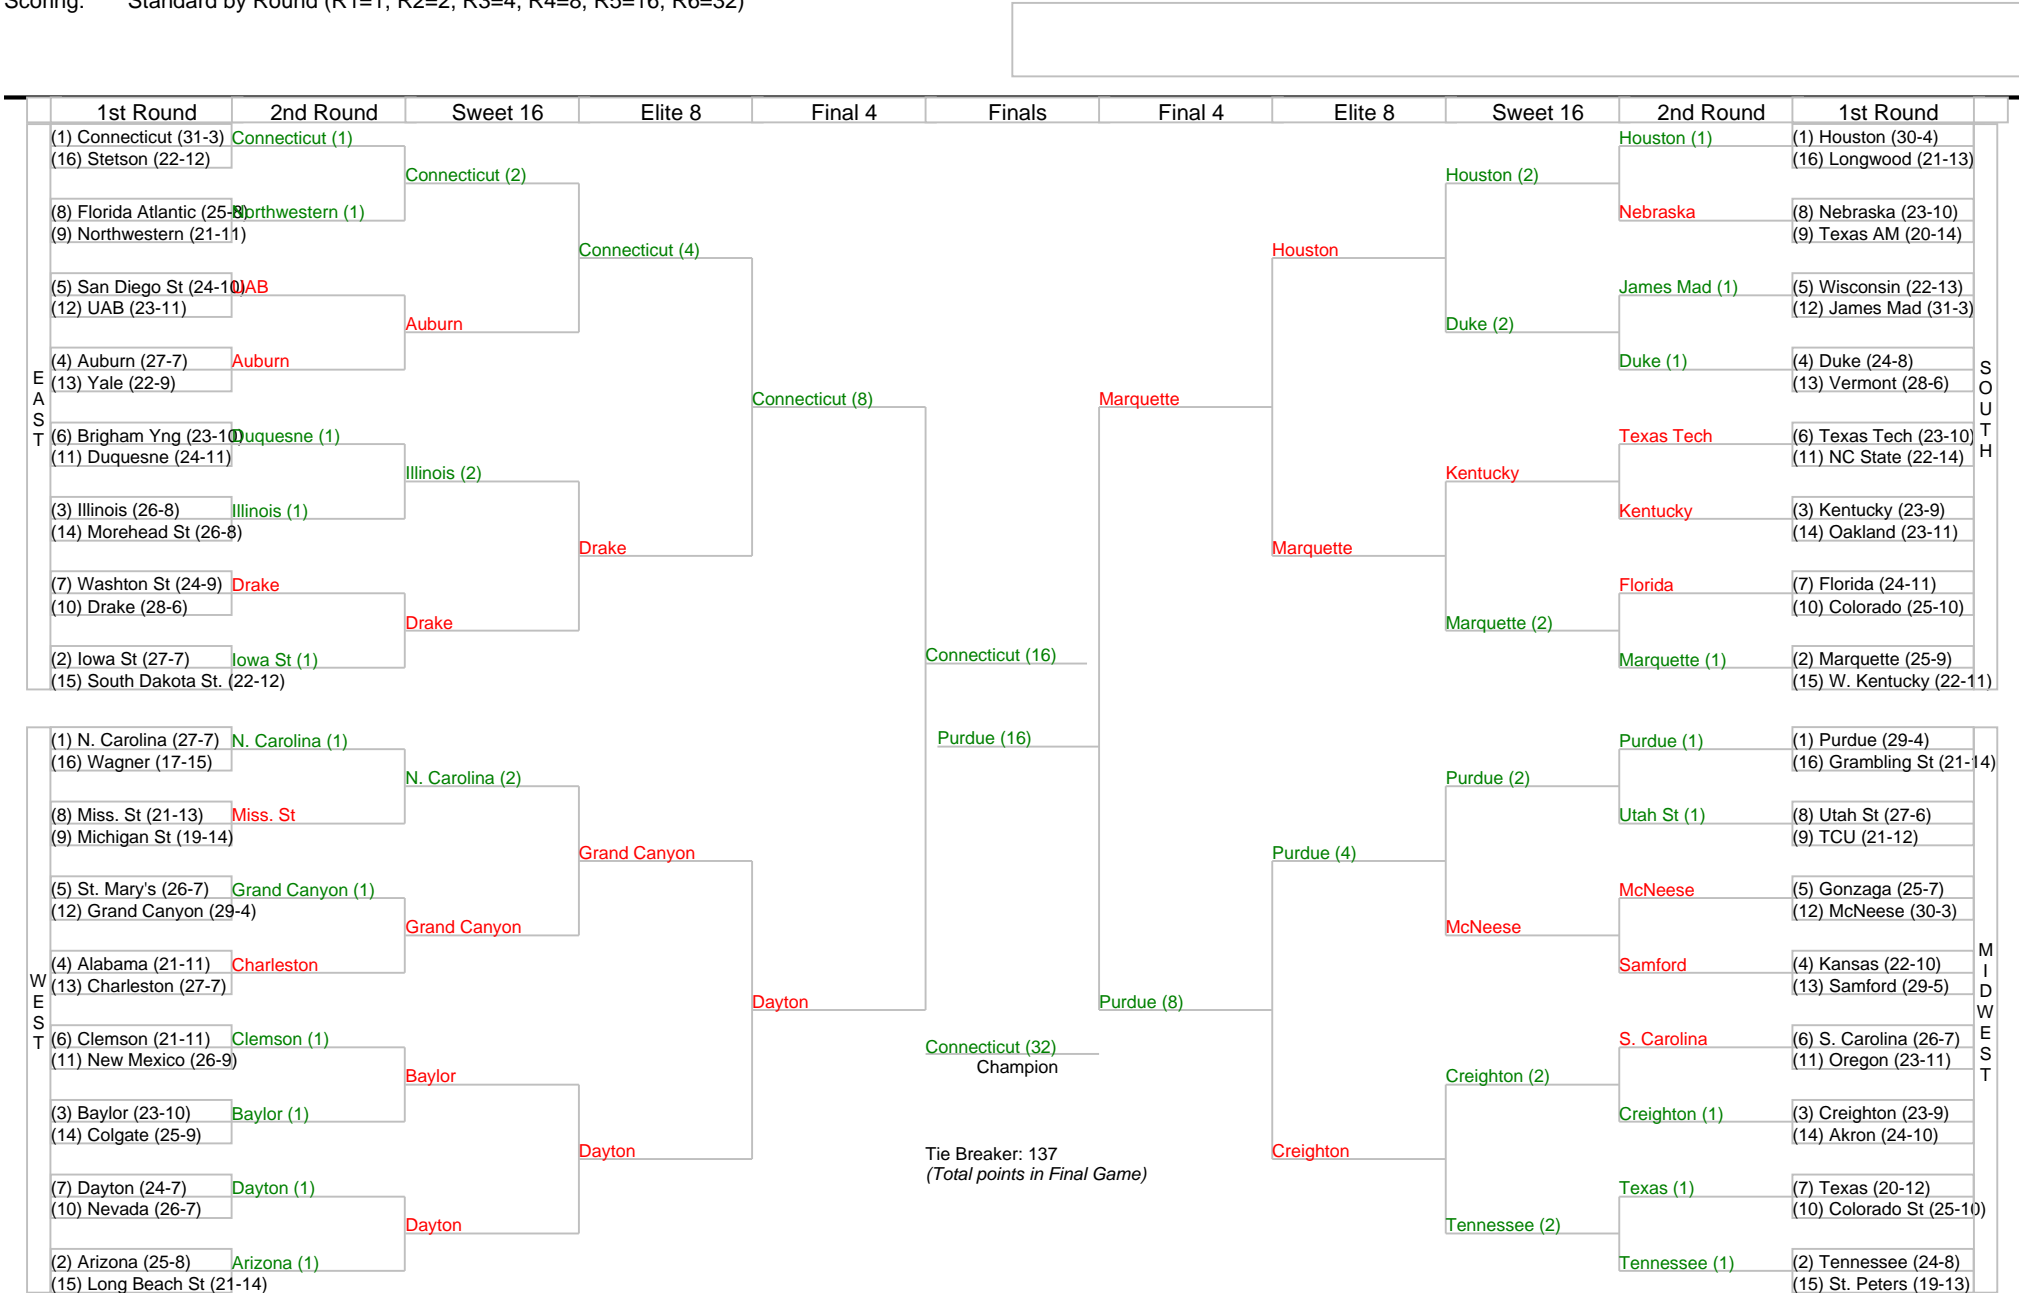 Scoring: Standard by Round (R1=1, R2=2, R3=4, R4=8, R5=16, R6=32)
1st Round 2nd Round Sweet 16 Elite 8 Final 4 Finals Final 4 Elite 8 Sweet 16 2nd Round 1st Round
EAST
(1) Connecticut (31-3)
(16) Stetson (22-12)
(8) Florida Atlantic (25-8)
(9) Northwestern (21-11)
(5) San Diego St (24-10)
(12) UAB (23-11)
(4) Auburn (27-7)
(13) Yale (22-9)
(6) Brigham Yng (23-10)
(11) Duquesne (24-11)
(3) Illinois (26-8)
(14) Morehead St (26-8)
(7) Washton St (24-9)
(10) Drake (28-6)
(2) Iowa St (27-7)
(15) South Dakota St. (22-12)
Connecticut (1)
Northwestern (1)
UAB
Auburn
Duquesne (1)
Illinois (1)
Drake
Iowa St (1)
Connecticut (2)
Auburn
Illinois (2)
Drake
Connecticut (4)
Drake
Connecticut (8)
WEST
(1) N. Carolina (27-7)
(16) Wagner (17-15)
(8) Miss. St (21-13)
(9) Michigan St (19-14)
(5) St. Mary's (26-7)
(12) Grand Canyon (29-4)
(4) Alabama (21-11)
(13) Charleston (27-7)
(6) Clemson (21-11)
(11) New Mexico (26-9)
(3) Baylor (23-10)
(14) Colgate (25-9)
(7) Dayton (24-7)
(10) Nevada (26-7)
(2) Arizona (25-8)
(15) Long Beach St (21-14)
N. Carolina (1)
Miss. St
Grand Canyon (1)
Charleston
Clemson (1)
Baylor (1)
Dayton (1)
Arizona (1)
N. Carolina (2)
Grand Canyon
Baylor
Dayton
Grand Canyon
Dayton
Dayton
Connecticut (16)
Purdue (16)
Connecticut (32)
Champion
Tie Breaker: 137
(Total points in Final Game)
Marquette
Houston
Marquette
Houston (2)
Duke (2)
Kentucky
Marquette (2)
Houston (1)
Nebraska
James Mad (1)
Duke (1)
Texas Tech
Kentucky
Florida
Marquette (1)
(1) Houston (30-4)
(16) Longwood (21-13)
(8) Nebraska (23-10)
(9) Texas AM (20-14)
(5) Wisconsin (22-13)
(12) James Mad (31-3)
(4) Duke (24-8)
(13) Vermont (28-6)
(6) Texas Tech (23-10)
(11) NC State (22-14)
(3) Kentucky (23-9)
(14) Oakland (23-11)
(7) Florida (24-11)
(10) Colorado (25-10)
(2) Marquette (25-9)
(15) W. Kentucky (22-11)
SOUTH
Purdue (8)
Purdue (4)
Creighton
Purdue (2)
McNeese
Creighton (2)
Tennessee (2)
Purdue (1)
Utah St (1)
McNeese
Samford
S. Carolina
Creighton (1)
Texas (1)
Tennessee (1)
(1) Purdue (29-4)
(16) Grambling St (21-14)
(8) Utah St (27-6)
(9) TCU (21-12)
(5) Gonzaga (25-7)
(12) McNeese (30-3)
(4) Kansas (22-10)
(13) Samford (29-5)
(6) S. Carolina (26-7)
(11) Oregon (23-11)
(3) Creighton (23-9)
(14) Akron (24-10)
(7) Texas (20-12)
(10) Colorado St (25-10)
(2) Tennessee (24-8)
(15) St. Peters (19-13)
MIDWEST